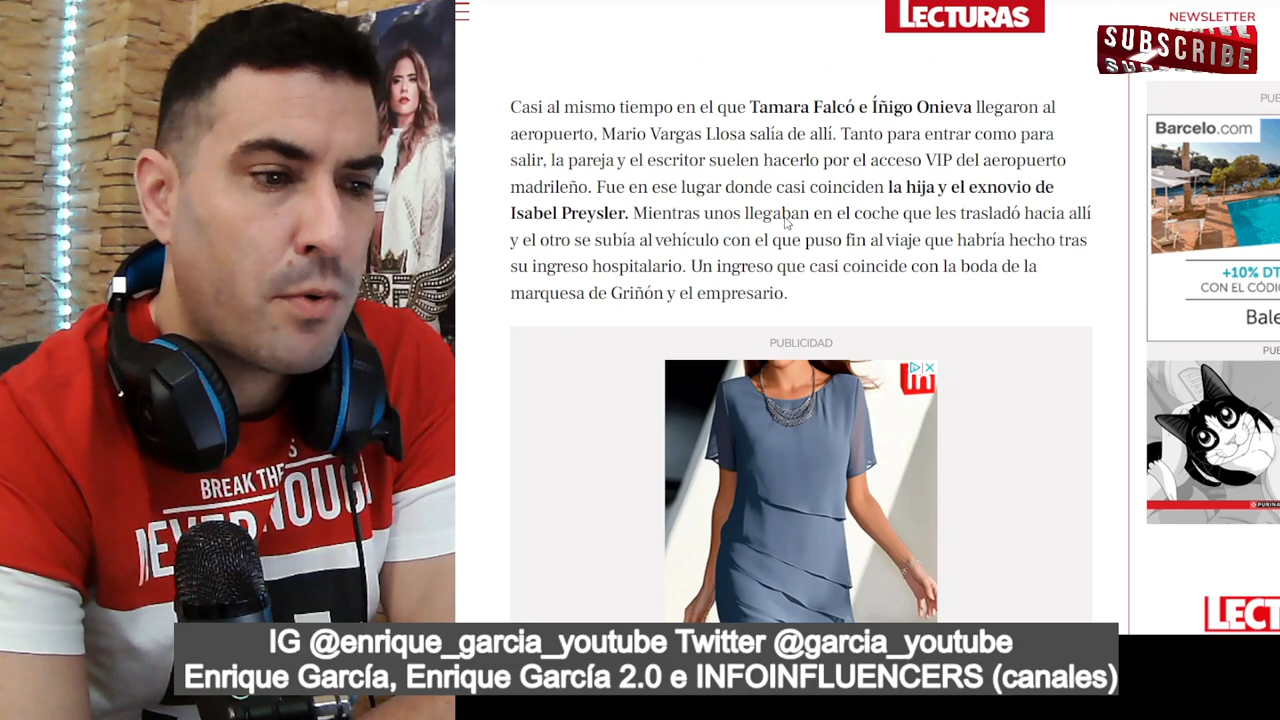 LECTURAS
NEWSLETTER
SUBSCRIBE
Casi al mismo tiempo en el que Tamara Falcó e Íñigo Onieva llegaron al
aeropuerto, Mario Vargas Llosa salía de allí. Tanto para entrar como para
salir, la pareja y el escritor suelen hacerlo por el acceso VIP del aeropuerto
madrileño. Fue en ese lugar donde casi coinciden la hija y el exnovio de
Isabel Preysler. Mientras unos llegaban en el coche que les trasladó hacia allí
y el otro se subía al vehículo con el que puso fin al viaje que habría hecho tras
su ingreso hospitalario. Un ingreso que casi coincide con la boda de la
marquesa de Griñón y el empresario.
PUBLICIDAD
PUB
Barcelo.com
+10% DT
CON EL CÓDI
Bale
PUB
PURINA
LECT
BREAK THE
IG @enrique_garcia_youtube Twitter @garcia_youtube
Enrique García, Enrique García 2.0 e INFOINFLUENCERS (canales)